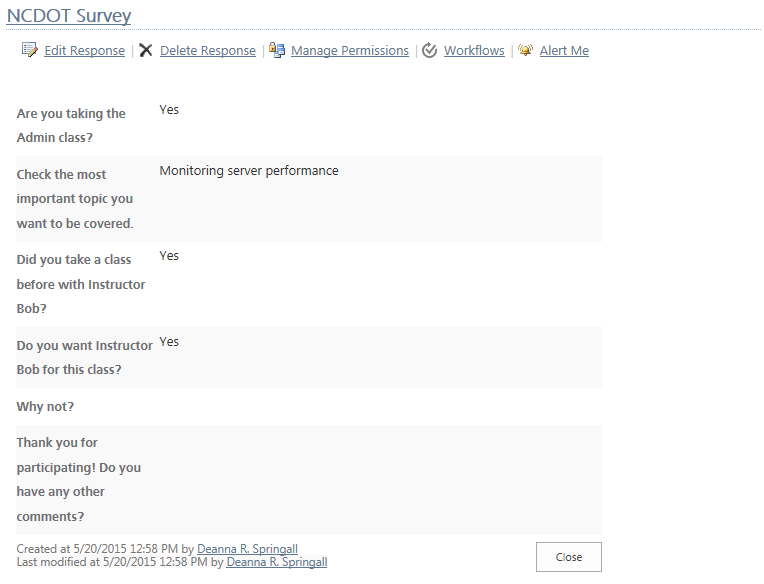 NCDOT Survey
Edit Response | Delete Response | Manage Permissions | Workflows | Alert Me
Are you taking the Yes
Admin class?
Check the most Monitoring server performance
important topic you
want to be covered.
Did you take a class Yes
before with Instructor
Bob?
Do you want Instructor Yes
Bob for this class?
Why not?
Thank you for
participating! Do you
have any other
comments?
Created at 5/20/2015 12:58 PM by Deanna R. Springall
Last modified at 5/20/2015 12:58 PM by Deanna R. Springall
Close